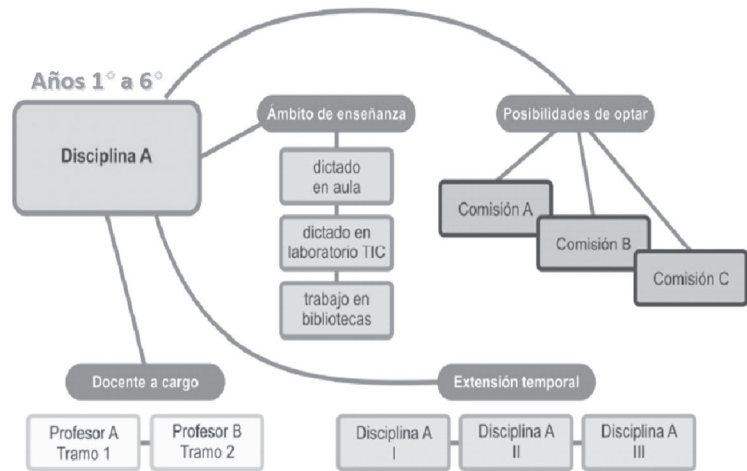 Años 1° a 6°
Disciplina A
Ámbito de enseñanza
dictado
en aula
dictado en
laboratorio TIC
trabajo en
bibliotecas
Posibilidades de optar
Comisión A
Comisión B
Comisión C
Docente a cargo
Profesor A
Tramo 1
Profesor B
Tramo 2
Extensión temporal
Disciplina A
I
Disciplina A
II
Disciplina A
III